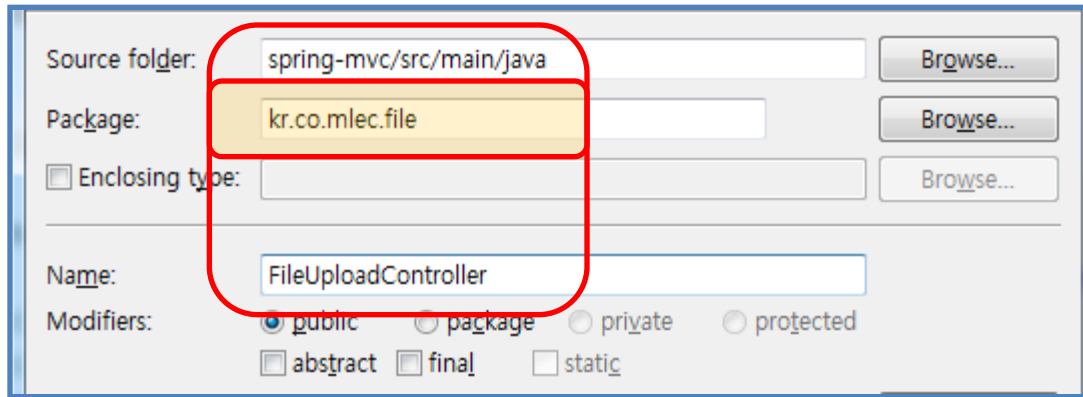 Source folder: spring-mvc/src/main/java Browse...
Package: kr.co.mlec.file Browse...
Enclosing type: Browse...
Name: FileUploadController
Modifiers: public package private protected
abstract final static